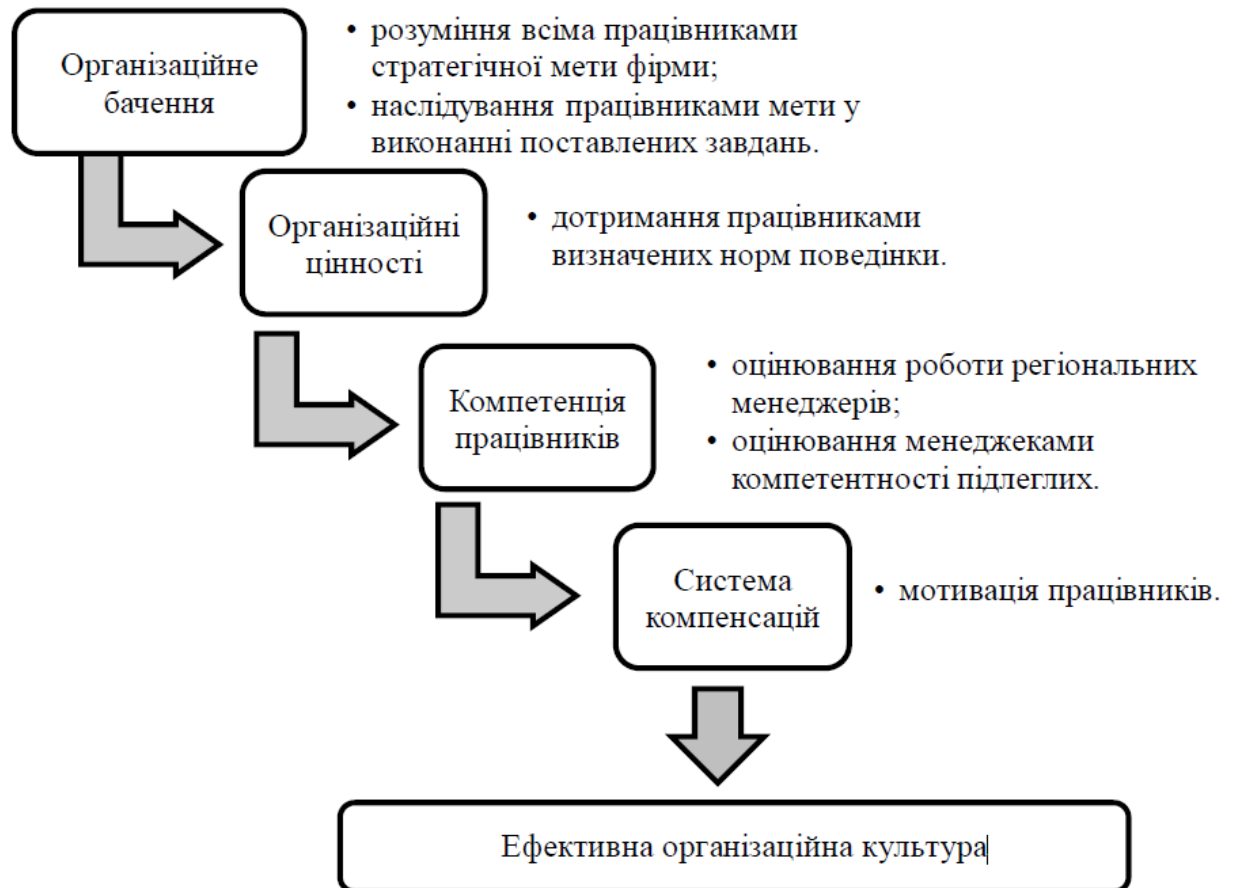 Організаційне
бачення
• розуміння всіма працівниками
стратегічної мети фірми;
• наслідування працівниками мети у
виконанні поставлених завдань.
Організаційні
цінності
• дотримання працівниками
визначених норм поведінки.
Компетенція
працівників
• оцінювання роботи регіональних
менеджерів;
• оцінювання менеджеками
компетентності підлеглих.
Система
компенсацій
• мотивація працівників.
Ефективна організаційна культура